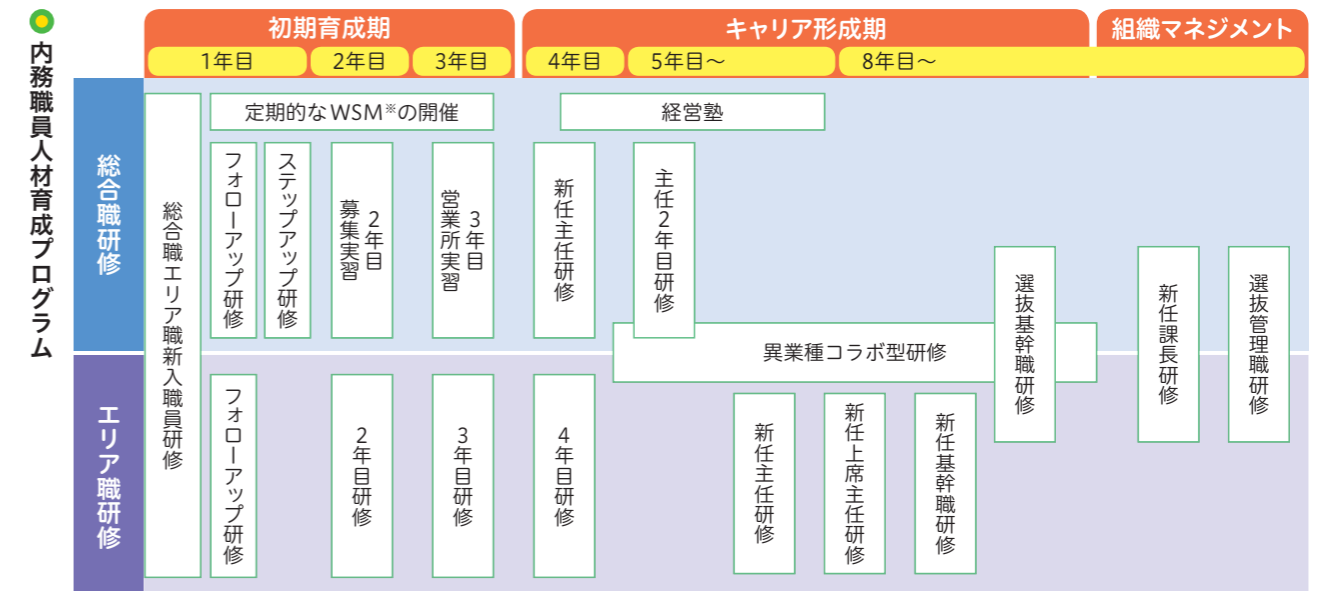 内務職員人材育成プログラム
初期育成期
キャリア形成期
組織マネジメント
1年目
2年目
3年目
4年目
5年目～
8年目～
総合職研修
エリア職研修
総合職エリア職新入職員研修
定期的なWSM※の開催
経営塾
フォローアップ研修
ステップアップ研修
2年目
募集実習
3年目
営業所実習
新任主任研修
主任2年目研修
異業種コラボ型研修
選抜基幹職研修
新任課長研修
選抜管理職研修
フォローアップ研修
2年目研修
3年目研修
4年目研修
新任主任研修
新任上席主任研修
新任基幹職研修